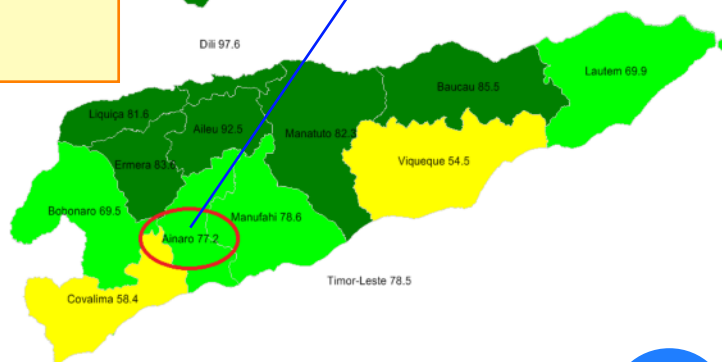 Dili 97.6
Lautem 69.9
Baucau 85.5
Liquiça 81.6
Aileu 92.5
Manatuto 82.3
Ermera 83.6
Viqueque 54.5
Bobonaro 69.5
Manufahi 78.6
Ainaro 77.2
Timor-Leste 78.5
Covalima 58.4